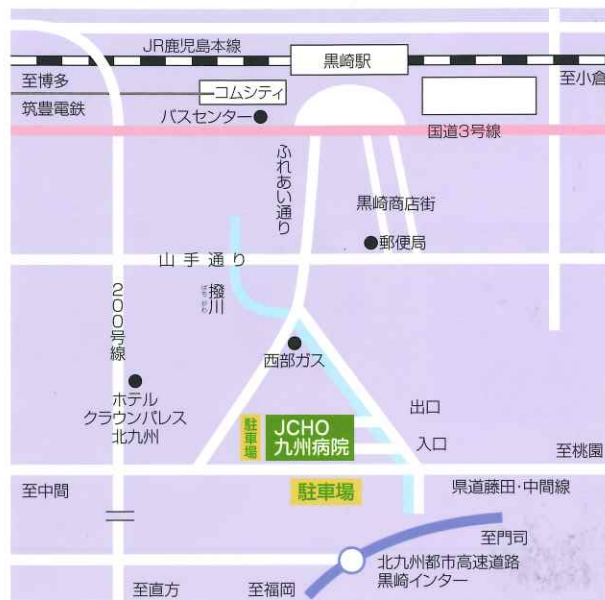 JR鹿児島本線
黒崎駅
至博多
コムシティ
至小倉
筑豊電鉄
バスセンター
国道3号線
ふれあい通り
黒崎商店街
郵便局
山手通り
撥川
ばちがわ
200号線
西部ガス
ホテル
クラウンパレス
北九州
駐車場
JCHO
九州病院
出口
入口
至桃園
至中間
駐車場
県道藤田・中間線
至門司
北九州都市高速道路
黒崎インター
至直方
至福岡